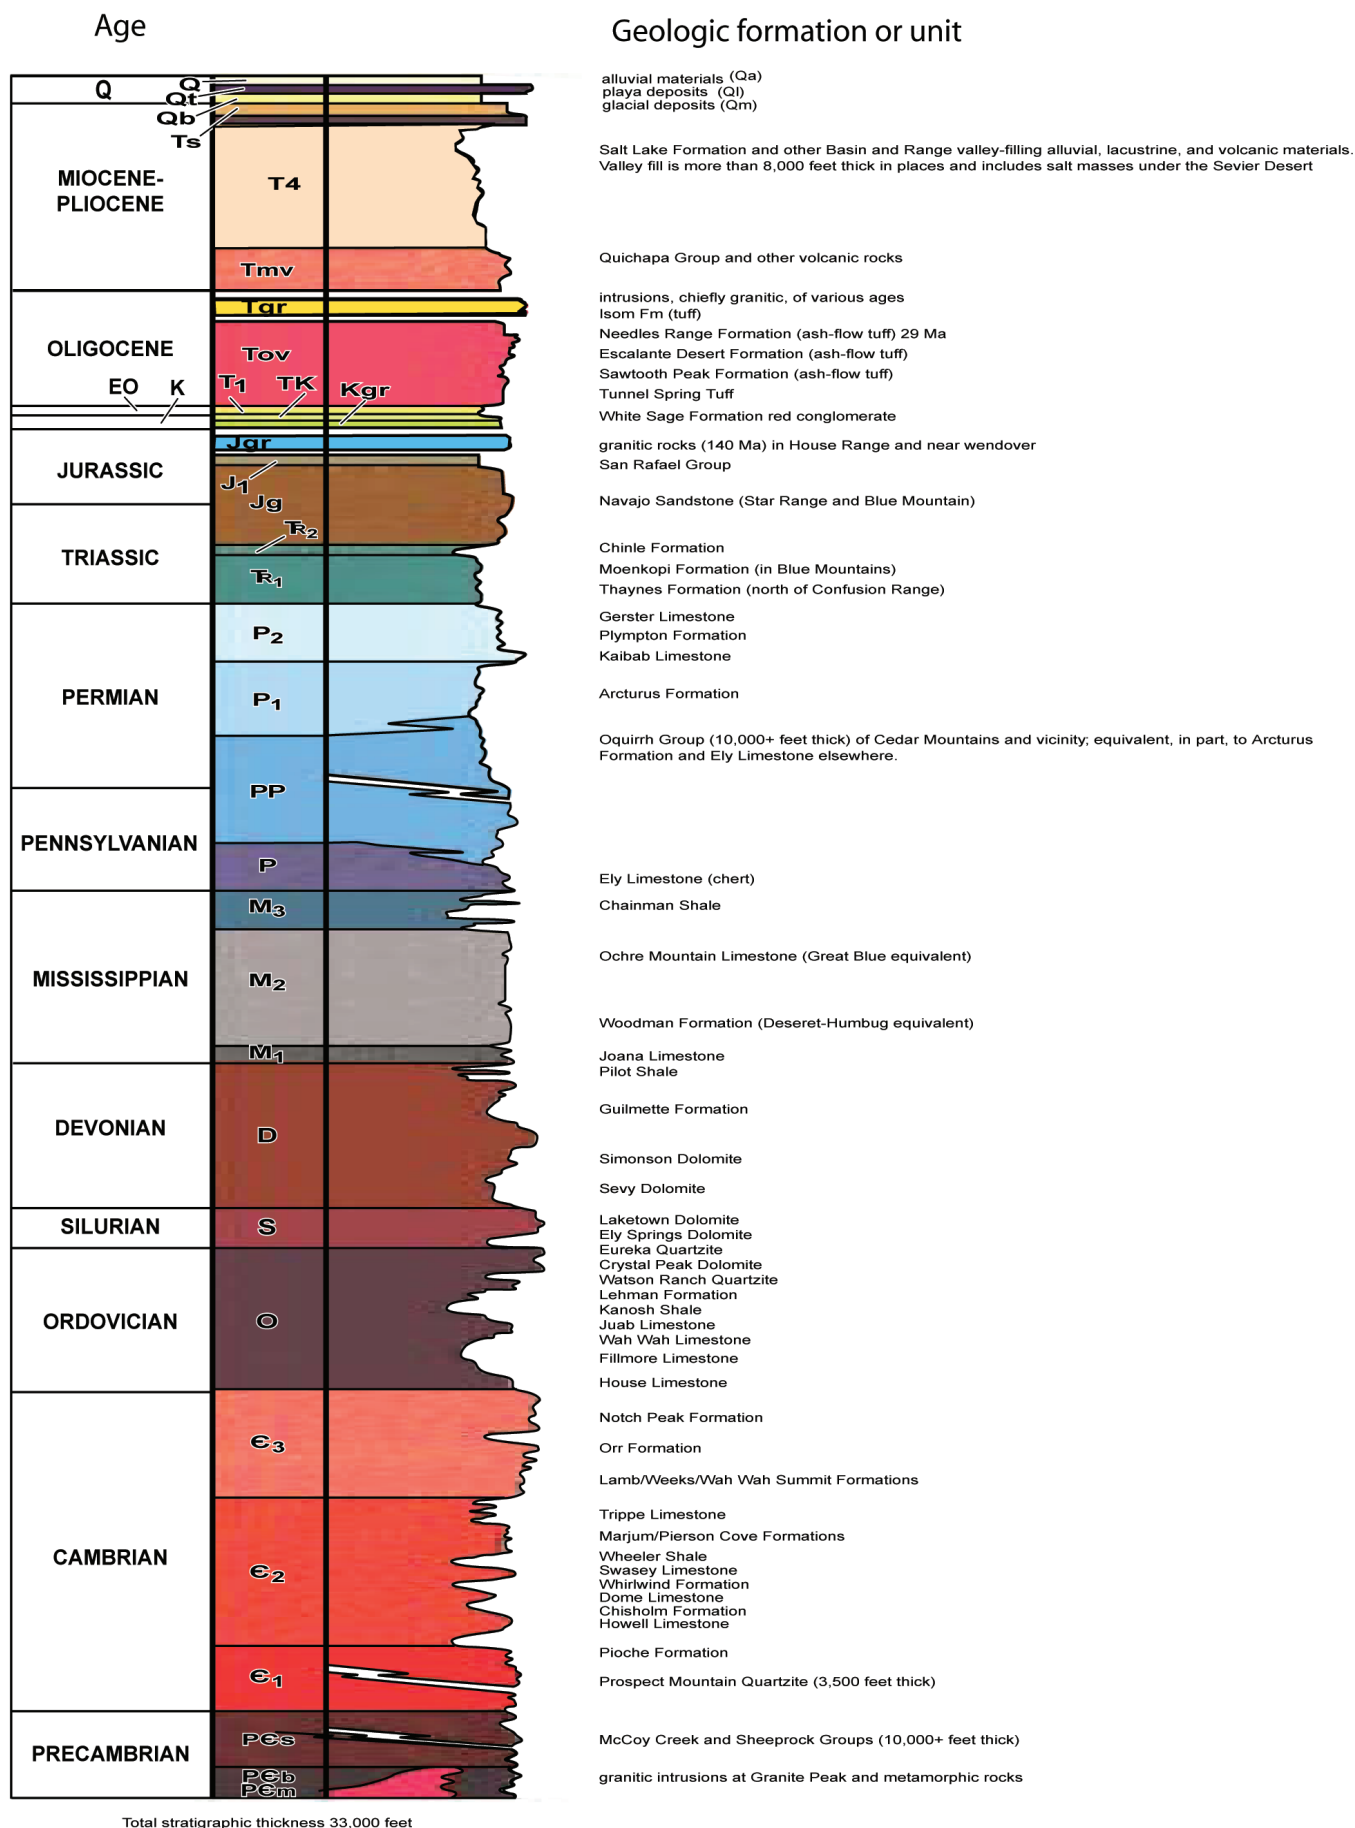 Age
Geologic formation or unit
Q
Q
Qt
Qb
Ts
alluvial materials (Qa)
playa deposits (Ql)
glacial deposits (Qm)
MIOCENE-
PLIOCENE
T4
Salt Lake Formation and other Basin and Range valley-filling alluvial, lacustrine, and volcanic materials.
Valley fill is more than 8,000 feet thick in places and includes salt masses under the Sevier Desert
Tmv
Quichapa Group and other volcanic rocks
OLIGOCENE
Tgr
intrusions, chiefly granitic, of various ages
Isom Fm (tuff)
Tov
Needles Range Formation (ash-flow tuff) 29 Ma
Escalante Desert Formation (ash-flow tuff)
Sawtooth Peak Formation (ash-flow tuff)
Tunnel Spring Tuff
EO K T1 TK Kgr
White Sage Formation red conglomerate
JURASSIC
Jgr
granitic rocks (140 Ma) in House Range and near wendover
J1
San Rafael Group
Jg
Navajo Sandstone (Star Range and Blue Mountain)
TRIASSIC
TR2
Chinle Formation
TR1
Moenkopi Formation (in Blue Mountains)
Thaynes Formation (north of Confusion Range)
PERMIAN
P2
Gerster Limestone
Plympton Formation
Kaibab Limestone
P1
Arcturus Formation
PP
Oquirrh Group (10,000+ feet thick) of Cedar Mountains and vicinity; equivalent, in part, to Arcturus
Formation and Ely Limestone elsewhere.
PENNSYLVANIAN
P
Ely Limestone (chert)
MISSISSIPPIAN
M3
Chainman Shale
M2
Ochre Mountain Limestone (Great Blue equivalent)
Woodman Formation (Deseret-Humbug equivalent)
M1
Joana Limestone
Pilot Shale
DEVONIAN
D
Guilmette Formation
Simonson Dolomite
Sevy Dolomite
SILURIAN
S
Laketown Dolomite
Ely Springs Dolomite
ORDOVICIAN
O
Eureka Quartzite
Crystal Peak Dolomite
Watson Ranch Quartzite
Lehman Formation
Kanosh Shale
Juab Limestone
Wah Wah Limestone
Fillmore Limestone
House Limestone
CAMBRIAN
Є3
Notch Peak Formation
Orr Formation
Lamb/Weeks/Wah Wah Summit Formations
Є2
Trippe Limestone
Marjum/Pierson Cove Formations
Wheeler Shale
Swasey Limestone
Whirlwind Formation
Dome Limestone
Chisholm Formation
Howell Limestone
Є1
Pioche Formation
Prospect Mountain Quartzite (3,500 feet thick)
PRECAMBRIAN
PЄs
McCoy Creek and Sheeprock Groups (10,000+ feet thick)
PЄb
PЄm
granitic intrusions at Granite Peak and metamorphic rocks
Total stratigraphic thickness 33,000 feet